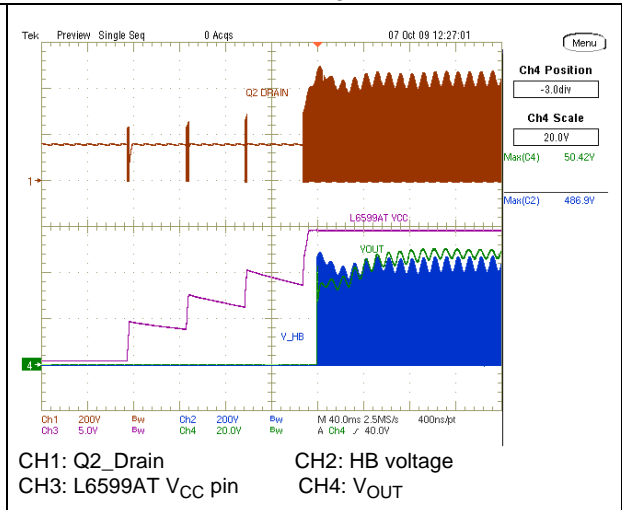 Tek Preview Single Seq 0 Acqs 07 Oct 09 12:27:01
Menu
Ch4 Position
-3.0div
Ch4 Scale
20.0V
Max(C4) 50.42V
Max(C2) 486.9V
Q2 DRAIN
1
L6599AT VCC
VOUT
V_HB
4
Ch1 200V Bw Ch2 200V Bw M 40.0ms 2.5MS/s 400ns/pt
Ch3 5.0V Bw Ch4 20.0V Bw A Ch4 / 40.0V
CH1: Q2_Drain CH2: HB voltage
CH3: L6599AT VCC pin CH4: VOUT